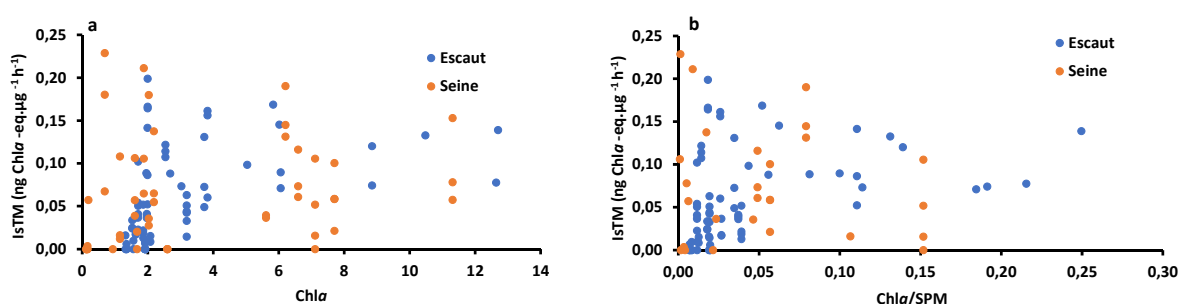 a
0,25
0,20
0,15
0,10
0,05
0,00
IsTM (ng Chla -eq.µg⁻¹ h⁻¹)
Escaut
Seine
0 2 4 6 8 10 12 14
Chla
b
0,25
0,20
0,15
0,10
0,05
0,00
IsTM (ng Chla -eq.µg⁻¹ h⁻¹)
Escaut
Seine
0,00 0,05 0,10 0,15 0,20 0,25 0,30
Chla/SPM